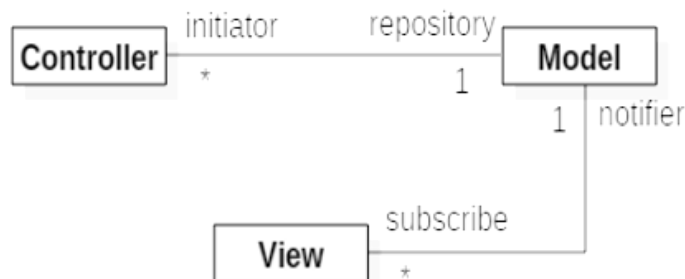 initiator repository
Controller Model
* 1
1 notifier
subscribe
View
*